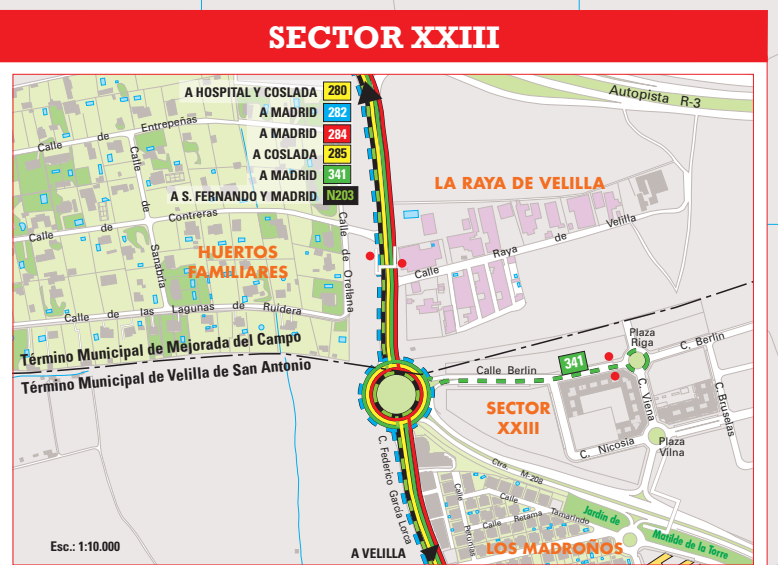 SECTOR XXIII
A HOSPITAL Y COSLADA 280
A MADRID 282
A MADRID 284
A COSLADA 285
A MADRID 341
A S. FERNANDO Y MADRID N203
Autopista R-3
Calle de Entrepeñas
Calle de Sanabria
Calle de Contreras
Calle de Orellana
LA RAYA DE VELILLA
Calle Raya de Velilla
HUERTOS
FAMILIARES
Calle de las Lagunas de Ruidera
Término Municipal de Mejorada del Campo
Término Municipal de Velilla de San Antonio
Plaza
Riga
C. Berlin
341
Calle Berlin
C. Viena
C. Bruselas
SECTOR
XXIII
C. Nicosia
Plaza
Vilna
C. Federico García Lorca
Ctra. M-208
Calle Petunias
Calle Tamarindo
Calle Retama
Jardín de
Matilde de la Torre
LOS MADROÑOS
Esc.: 1:10.000
A VELILLA